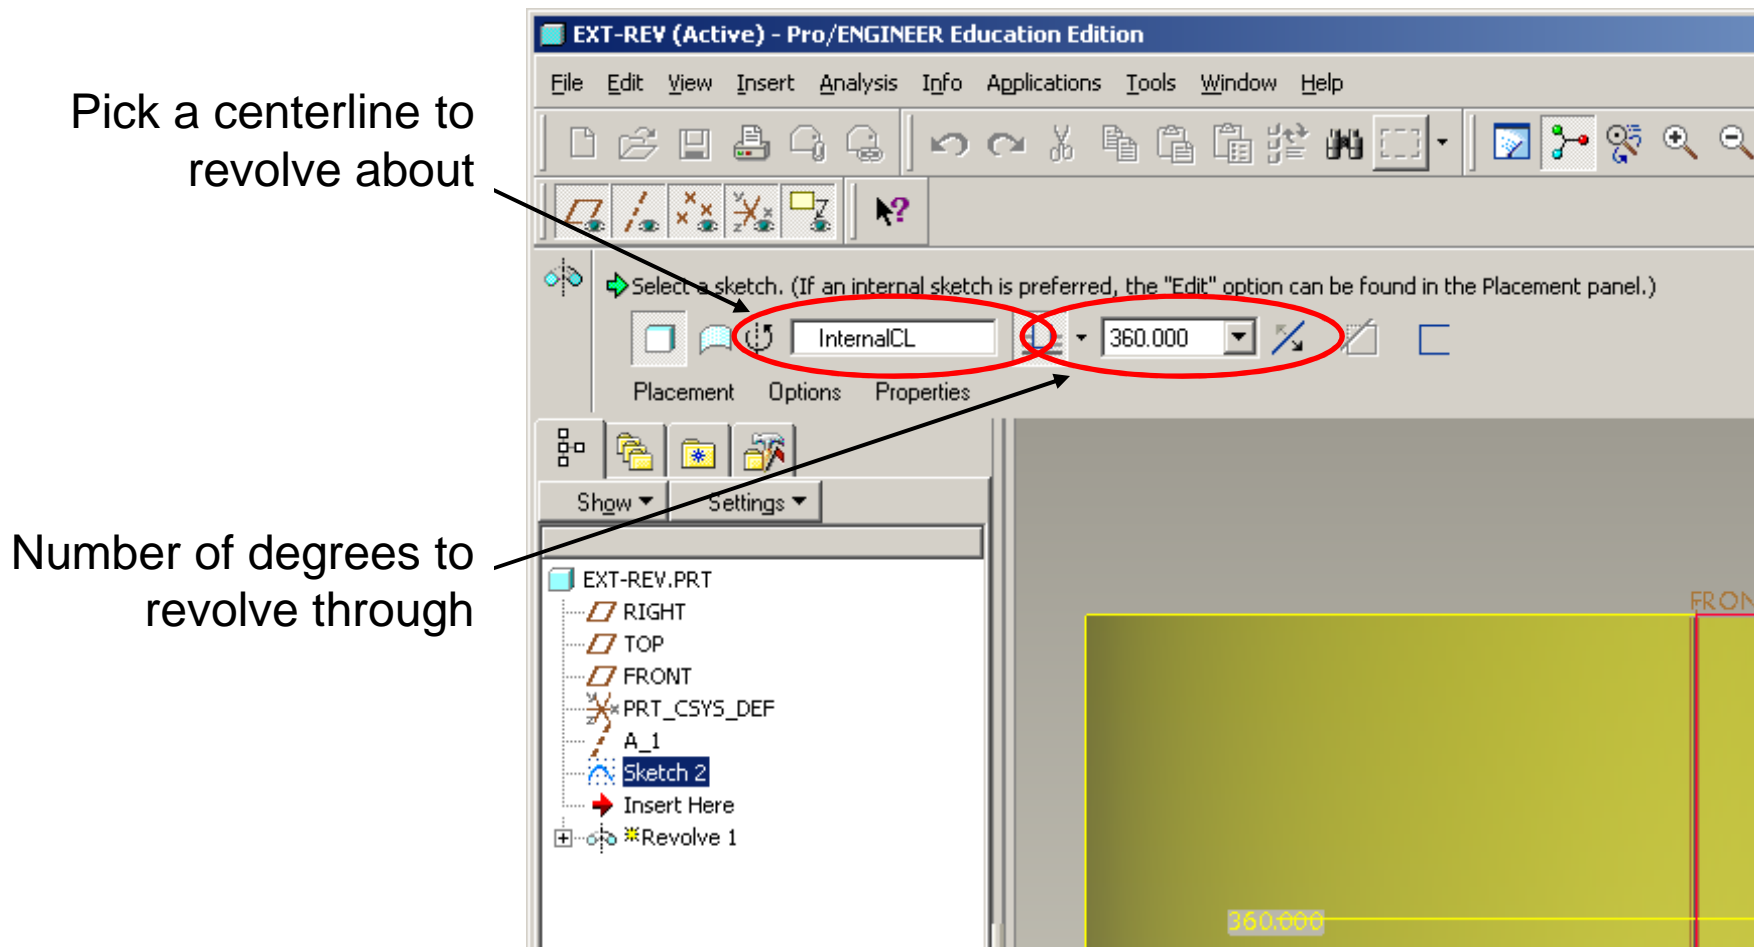 EXT-REV (Active) - Pro/ENGINEER Education Edition
File Edit View Insert Analysis Info Applications Tools Window Help
Pick a centerline to
revolve about
Select a sketch. (If an internal sketch is preferred, the "Edit" option can be found in the Placement panel.)
InternalCL 360.000
Placement Options Properties
Show Settings
Number of degrees to
revolve through
EXT-REV.PRT
RIGHT
TOP
FRONT
PRT_CSYS_DEF
A_1
Sketch 2
Insert Here
Revolve 1
FRON
360.000